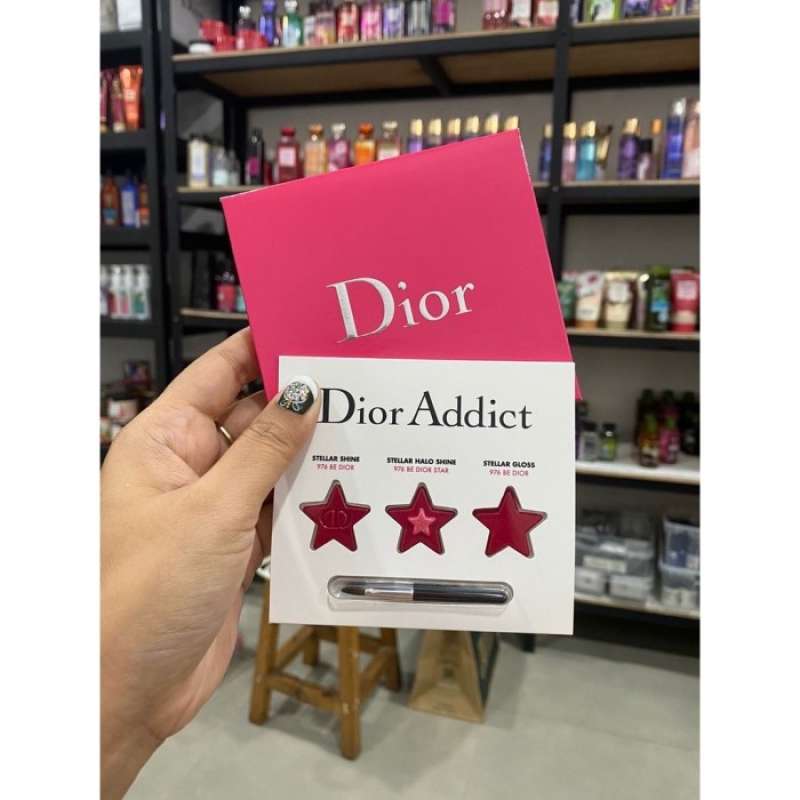 Dior
Dior Addict
STELLAR SHINE
976 BE DIOR
STELLAR HALO SHINE
976 BE DIOR STAR
STELLAR GLOSS
976 BE DIOR